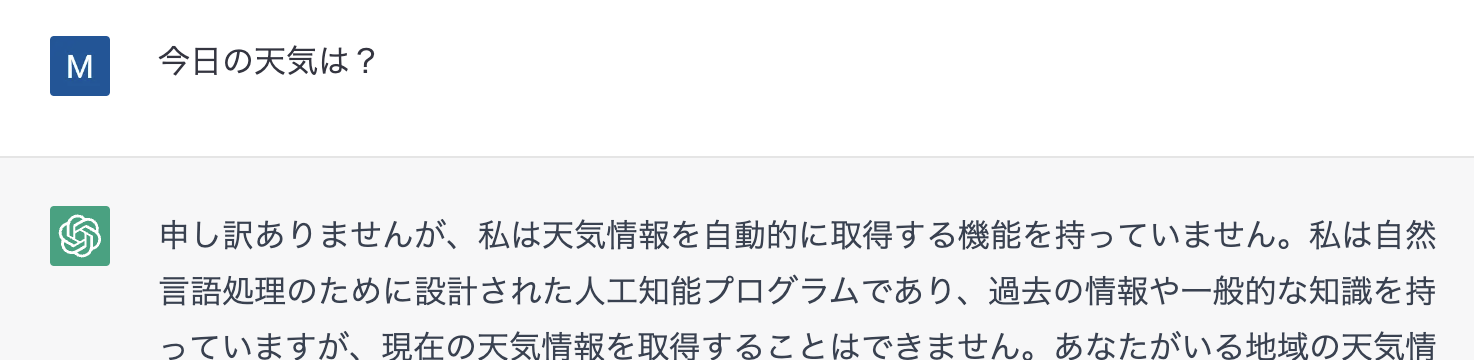 M
今日の天気は？
申し訳ありませんが、私は天気情報を自動的に取得する機能を持っていません。私は自然
言語処理のために設計された人工知能プログラムであり、過去の情報や一般的な知識を持
っていますが、現在の天気情報を取得することはできません。あなたがいる地域の天気情